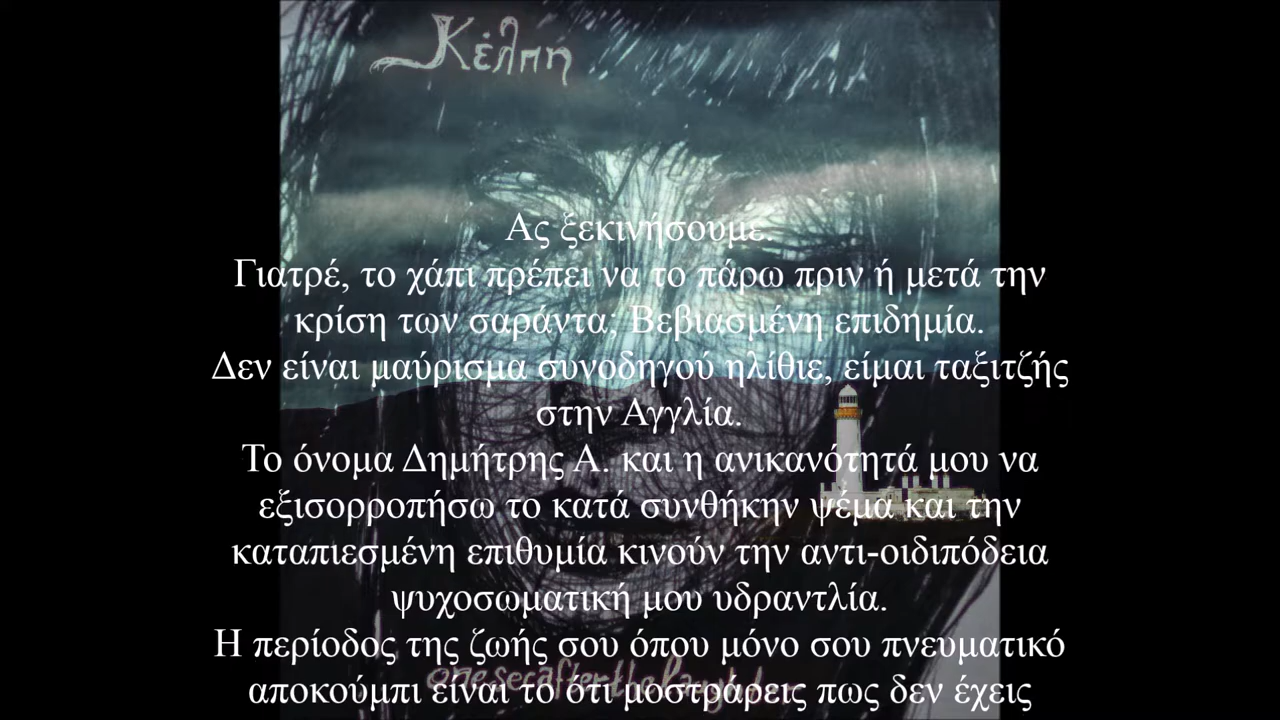 Κέλπη
Ας ξεκινήσουμε.
Γιατρέ, το χάπι πρέπει να το πάρω πριν ή μετά την
κρίση των σαράντα; Βεβιασμένη επιδημία.
Δεν είναι μαύρισμα συνοδηγού ηλίθιε, είμαι ταξιτζής
στην Αγγλία.
Το όνομα Δημήτρης Α. και η ανικανότητά μου να
εξισορροπήσω το κατά συνθήκην ψέμα και την
καταπιεσμένη επιθυμία κινούν την αντι-οιδιπόδεια
ψυχοσωματική μου υδραντλία.
Η περίοδος της ζωής σου όπου μόνο σου πνευματικό
onesecafterthe
αποκούμπι είναι το ότι μοστράρεις πως δεν έχεις